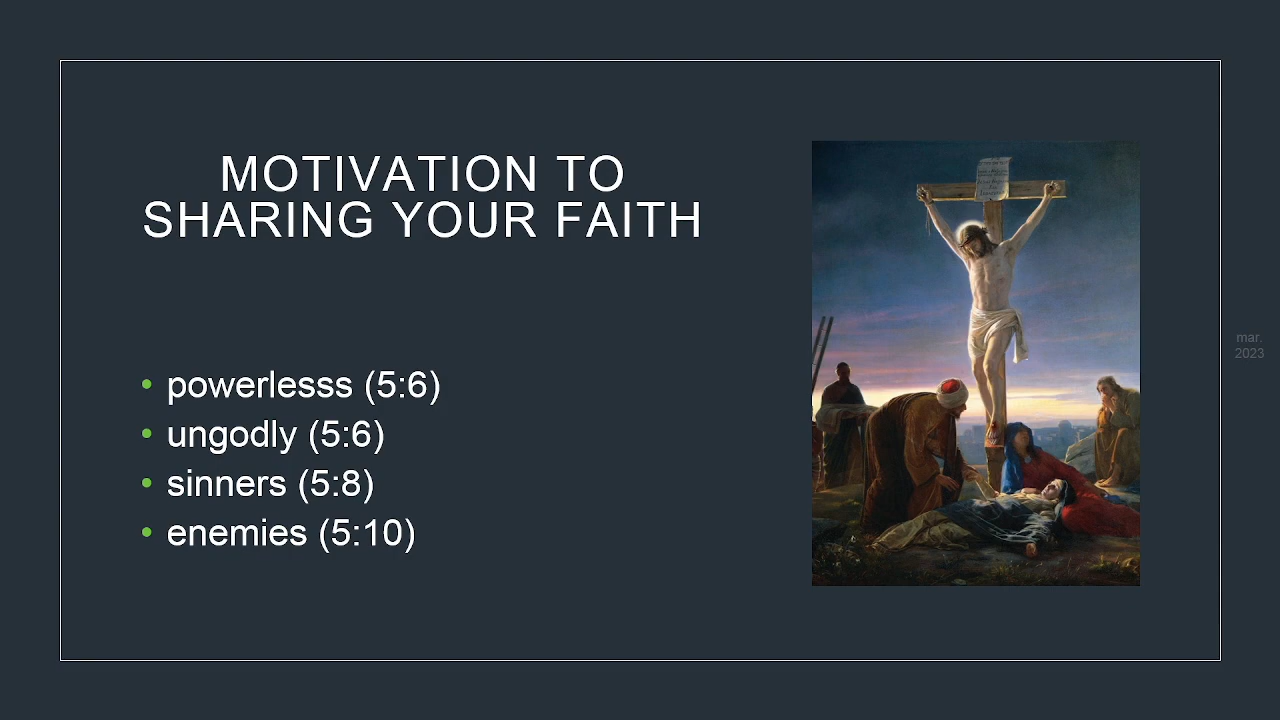 MOTIVATION TO
SHARING YOUR FAITH
• powerlesss (5:6)
• ungodly (5:6)
• sinners (5:8)
• enemies (5:10)
mar.
2023